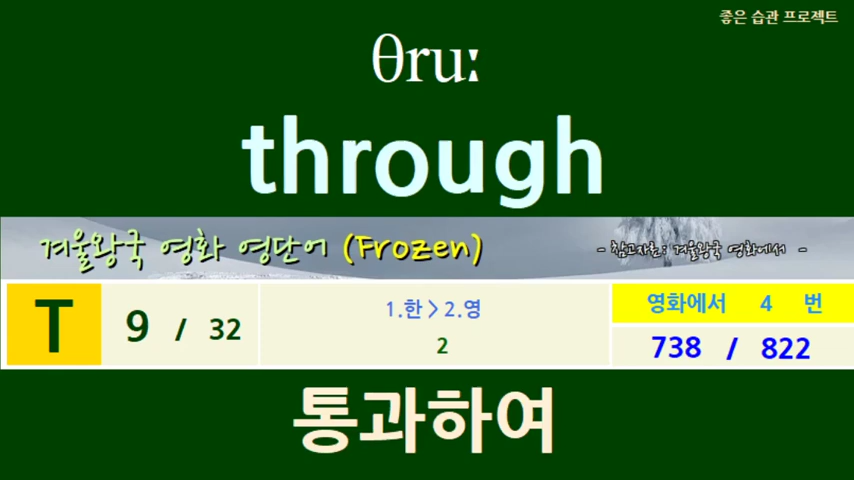 좋은 습관 프로젝트
θruː
through
겨울왕국 영화 영단어 (Frozen)
- 참고자료: 겨울왕국 영화에서 -
T 9 / 32
1.한 > 2.영
2
영화에서 4 번
738 / 822
통과하여